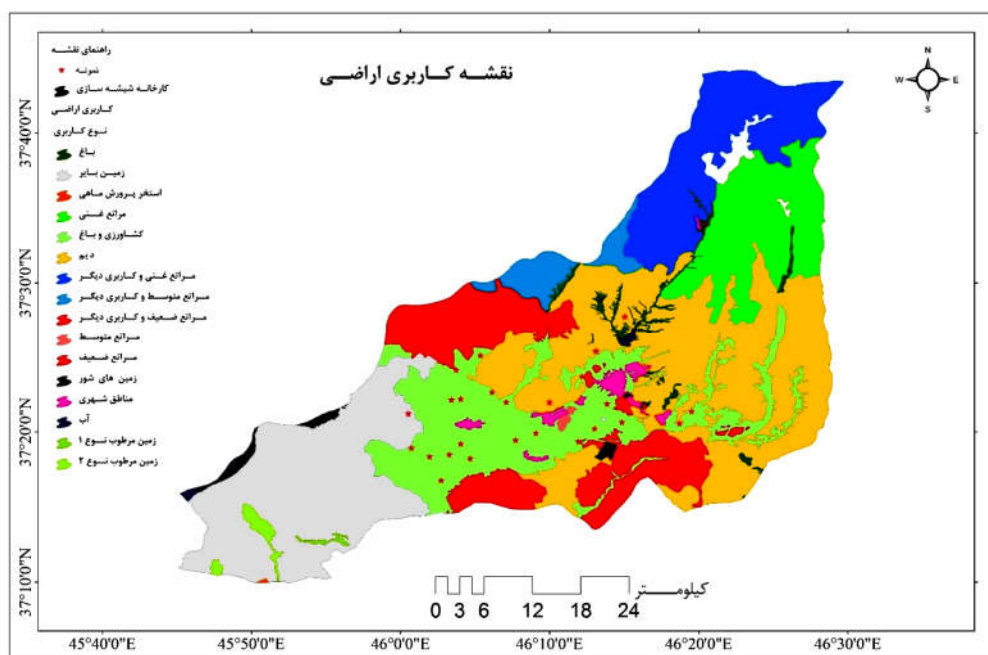 نقشه کاربری اراضی
راهنمای نقشه
نمونه
کارخانه شیشه سازی
کاربری اراضی
نوع کاربری
باغ
زمین بایر
استخر پرورش ماهی
مراتع غنی
کشاورزی و باغ
دیم
مراتع غنی و کاربری دیگر
مراتع متوسط و کاربری دیگر
مراتع ضعیف و کاربری دیگر
مراتع متوسط
مراتع ضعیف
زمین های شور
مناطق شهری
آب
زمین مرطوب نوع ۱
زمین مرطوب نوع ۲
N
W E
S
37°40'0"N
37°30'0"N
37°20'0"N
37°10'0"N
کیلومتر
0 3 6 12 18 24
45°40'0"E 45°50'0"E 46°0'0"E 46°10'0"E 46°20'0"E 46°30'0"E